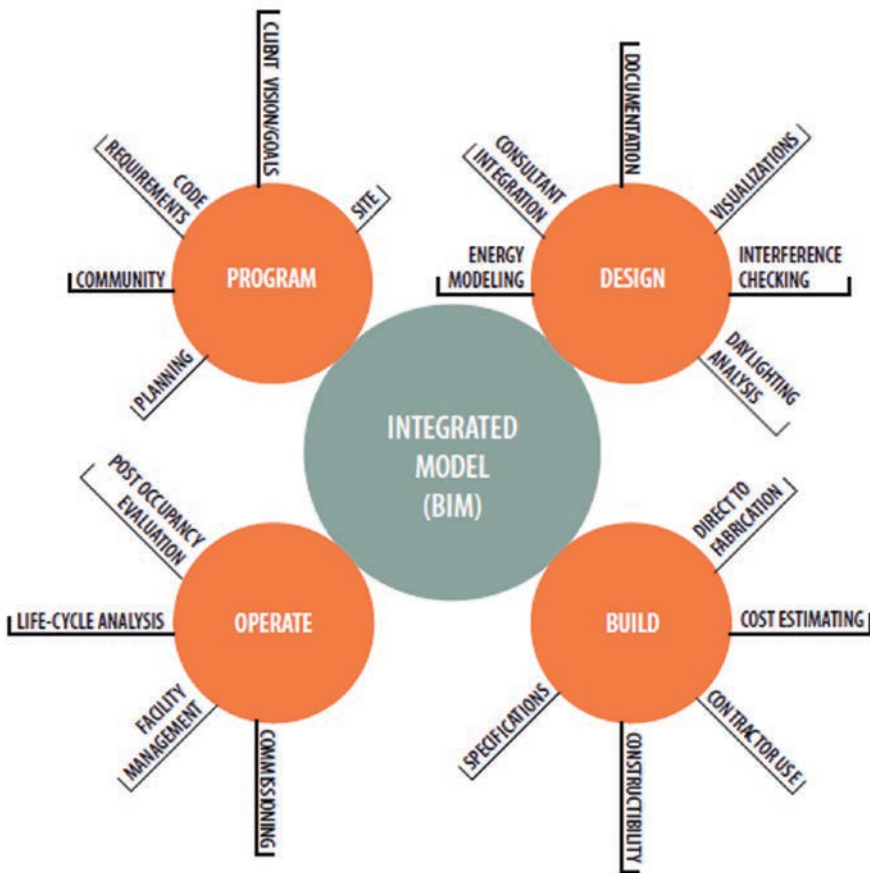 CLIENT VISION/GOALS
CODE
REQUIREMENTS
SITE
COMMUNITY
PROGRAM
PLANNING
DOCUMENTATION
CONSULTANT
INTEGRATION
VISUALIZATIONS
ENERGY
MODELING
DESIGN
INTERFERENCE
CHECKING
DAYLIGHTING
ANALYSIS
INTEGRATED
MODEL
(BIM)
POST OCCUPANCY
EVALUATION
LIFE-CYCLE ANALYSIS
OPERATE
FACILITY
MANAGEMENT
COMMISSIONING
DIRECT TO
FABRICATION
BUILD
COST ESTIMATING
SPECIFICATIONS
CONTRACTOR USE
CONSTRUCTIBILITY